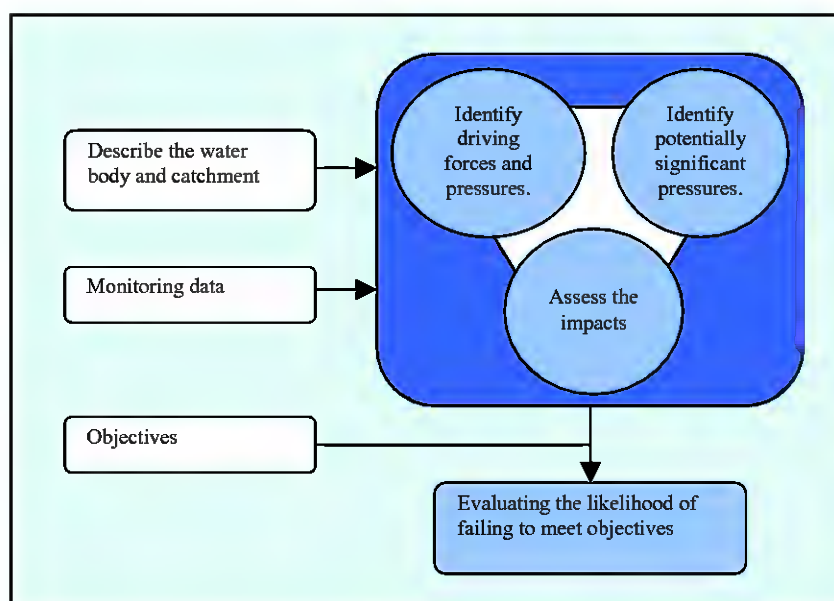 Describe the water
body and catchment
Monitoring data
Objectives
Identify
driving
forces and
pressures.
Identify
potentially
significant
pressures.
Assess the
impacts
Evaluating the likelihood of
failing to meet objectives